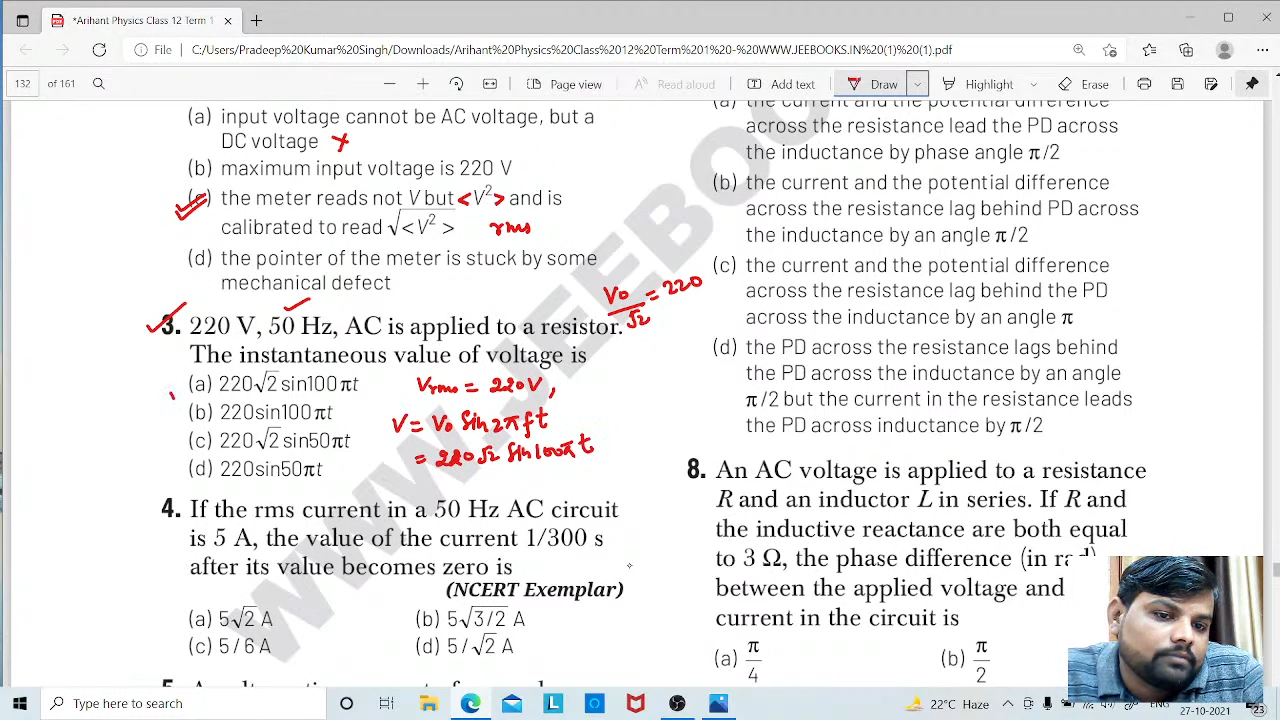 *Arihant Physics Class 12 Term 1
File
C:/Users/Pradeep%20Kumar%20Singh/Downloads/Arihant%20Physics%20Class%2012%20Term%201%20-%20WWW.JEEBOOKS.IN%20(1)%20(1).pdf
132 of 161
Page view
Read aloud
Add text
Draw
Highlight
Erase
(a) input voltage cannot be AC voltage, but a
DC voltage ×
(b) maximum input voltage is 220 V
(c) the meter reads not V but <V²> and is
calibrated to read √<V²> rms
(d) the pointer of the meter is stuck by some
mechanical defect
V₀/√2 = 220
3. 220 V, 50 Hz, AC is applied to a resistor.
The instantaneous value of voltage is
(a) 220√2 sin100πt
(b) 220sin100πt
(c) 220√2 sin50πt
(d) 220sin50πt
Vrms = 220V,
V = V₀ Sin 2πft
= 220√2 Sin 100πt
4. If the rms current in a 50 Hz AC circuit
is 5 A, the value of the current 1/300 s
after its value becomes zero is
(NCERT Exemplar)
(a) 5√2 A (b) 5√3/2 A
(c) 5/6 A (d) 5/√2 A
(a) the current and the potential difference
across the resistance lead the PD across
the inductance by phase angle π/2
(b) the current and the potential difference
across the resistance lag behind PD across
the inductance by an angle π/2
(c) the current and the potential difference
across the resistance lag behind the PD
across the inductance by an angle π
(d) the PD across the resistance lags behind
the PD across the inductance by an angle
π/2 but the current in the resistance leads
the PD across inductance by π/2
8. An AC voltage is applied to a resistance
R and an inductor L in series. If R and
the inductive reactance are both equal
to 3 Ω, the phase difference (in rad)
between the applied voltage and
current in the circuit is
(a) π/4 (b) π/2
Type here to search
22°C Haze
27-10-2021
23